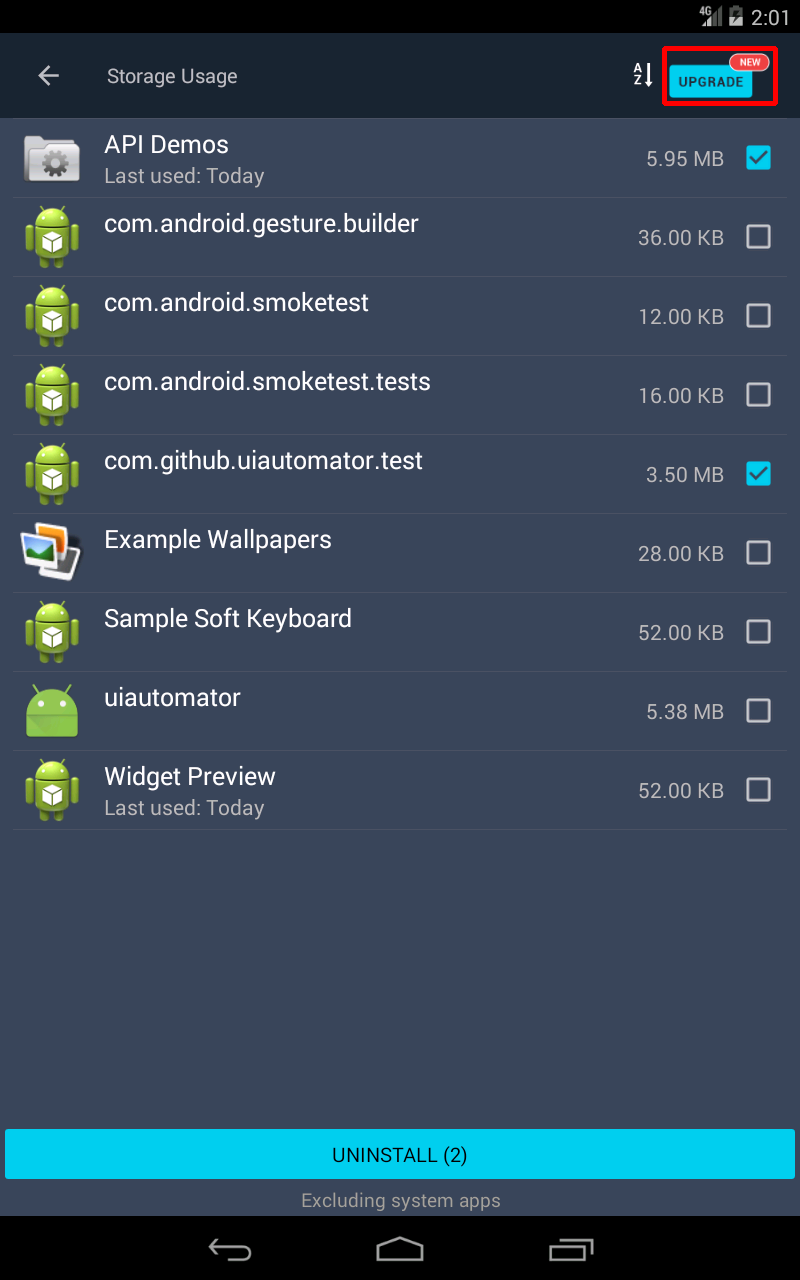 4G 2:01
Storage Usage
A
Z
NEW
UPGRADE
API Demos
Last used: Today
5.95 MB
com.android.gesture.builder
36.00 KB
com.android.smoketest
12.00 KB
com.android.smoketest.tests
16.00 KB
com.github.uiautomator.test
3.50 MB
Example Wallpapers
28.00 KB
Sample Soft Keyboard
52.00 KB
uiautomator
5.38 MB
Widget Preview
Last used: Today
52.00 KB
UNINSTALL (2)
Excluding system apps